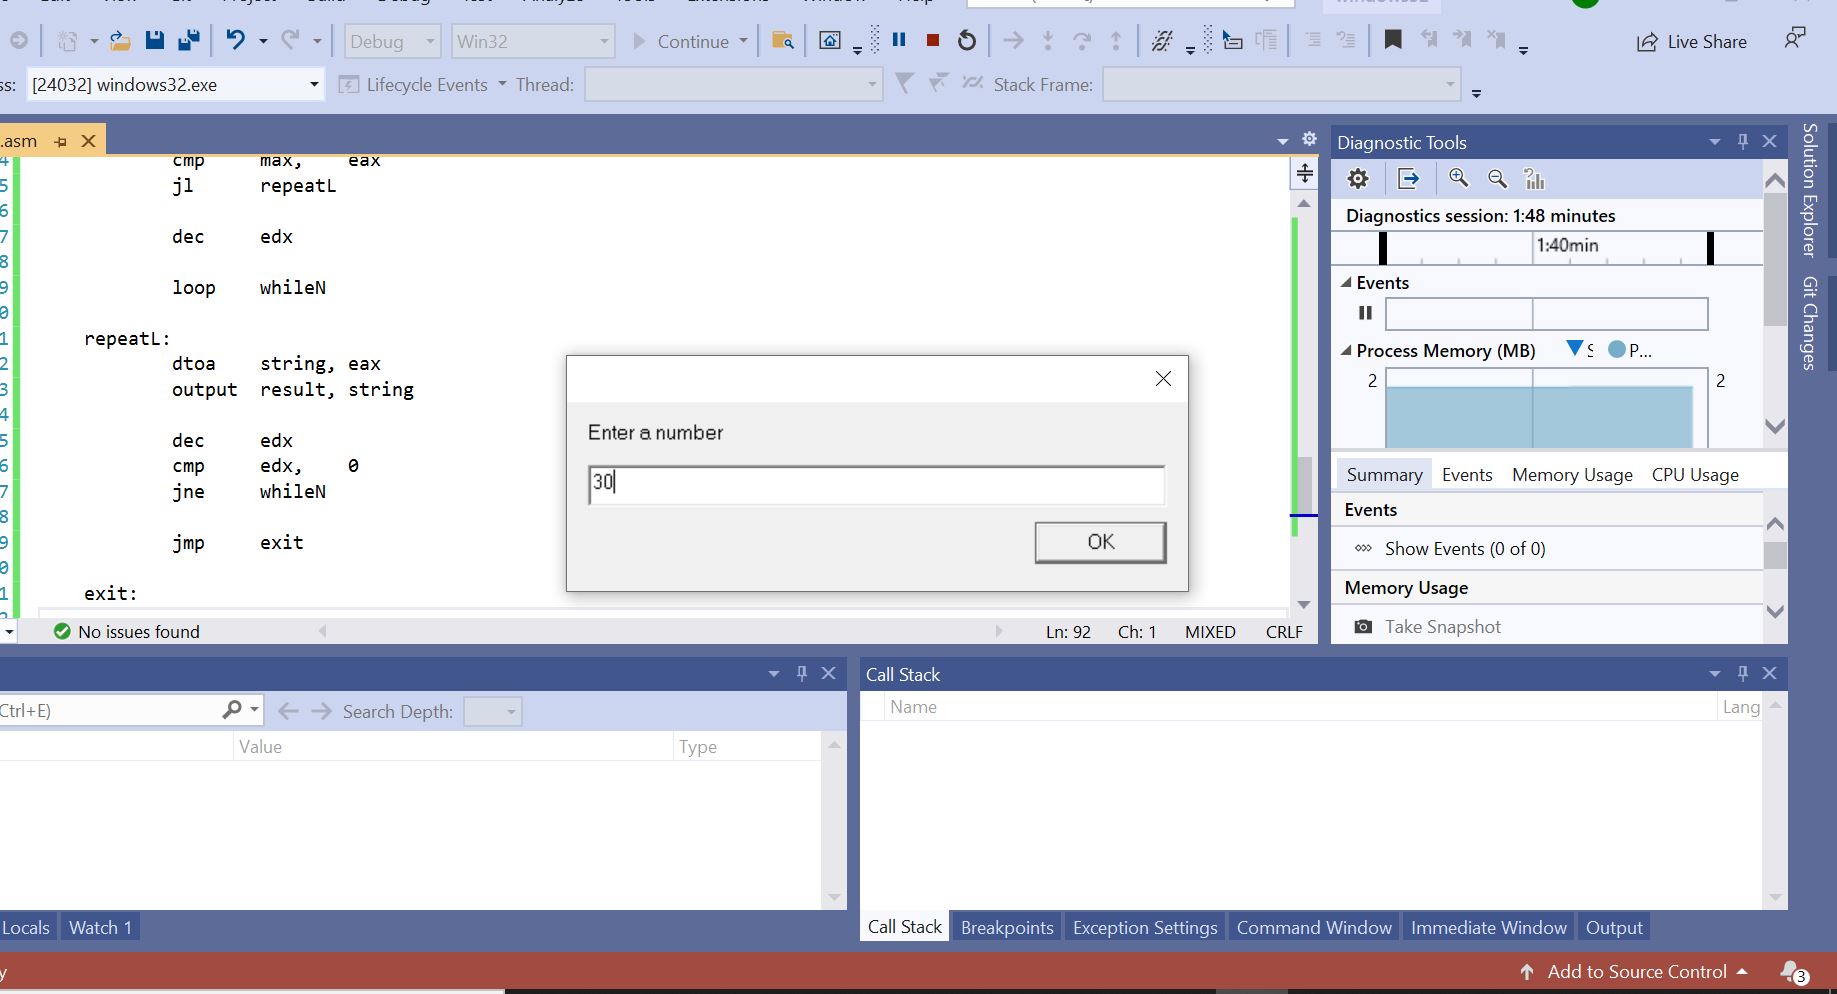 Debug Win32 Continue Live Share
[24032] windows32.exe Lifecycle Events Thread: Stack Frame:
.asm
4 cmp max, eax
5 jl repeatL
6
7 dec edx
8
9 loop whileN
0
1 repeatL:
2 dtoa string, eax
3 output result, string
4
5 dec edx
6 cmp edx, 0
7 jne whileN
8
9 jmp exit
0
1 exit:
No issues found Ln: 92 Ch: 1 MIXED CRLF
Enter a number
30
OK
Diagnostic Tools
Diagnostics session: 1:48 minutes
1:40min
Events
Process Memory (MB) S P...
2 2
Summary Events Memory Usage CPU Usage
Events
Show Events (0 of 0)
Memory Usage
Take Snapshot
Solution Explorer
Git Changes
Ctrl+E) Search Depth:
Value Type
Locals Watch 1
Call Stack
Name Lang
Call Stack Breakpoints Exception Settings Command Window Immediate Window Output
Add to Source Control 3